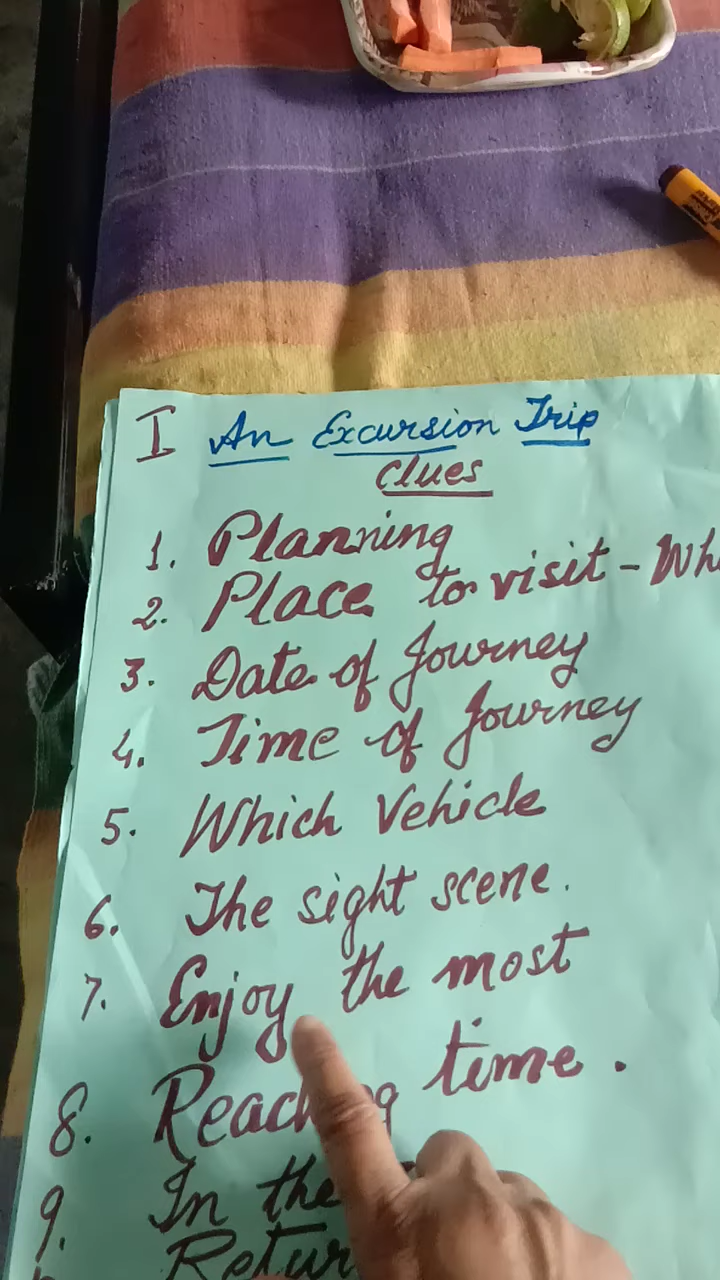 I An Excursion Trip
Clues
1. Planning
2. Place to visit - Wh
3. Date of Journey
4. Time of Journey
5. Which Vehicle
6. The sight scene.
7. Enjoy the most
8. time.
9. In the